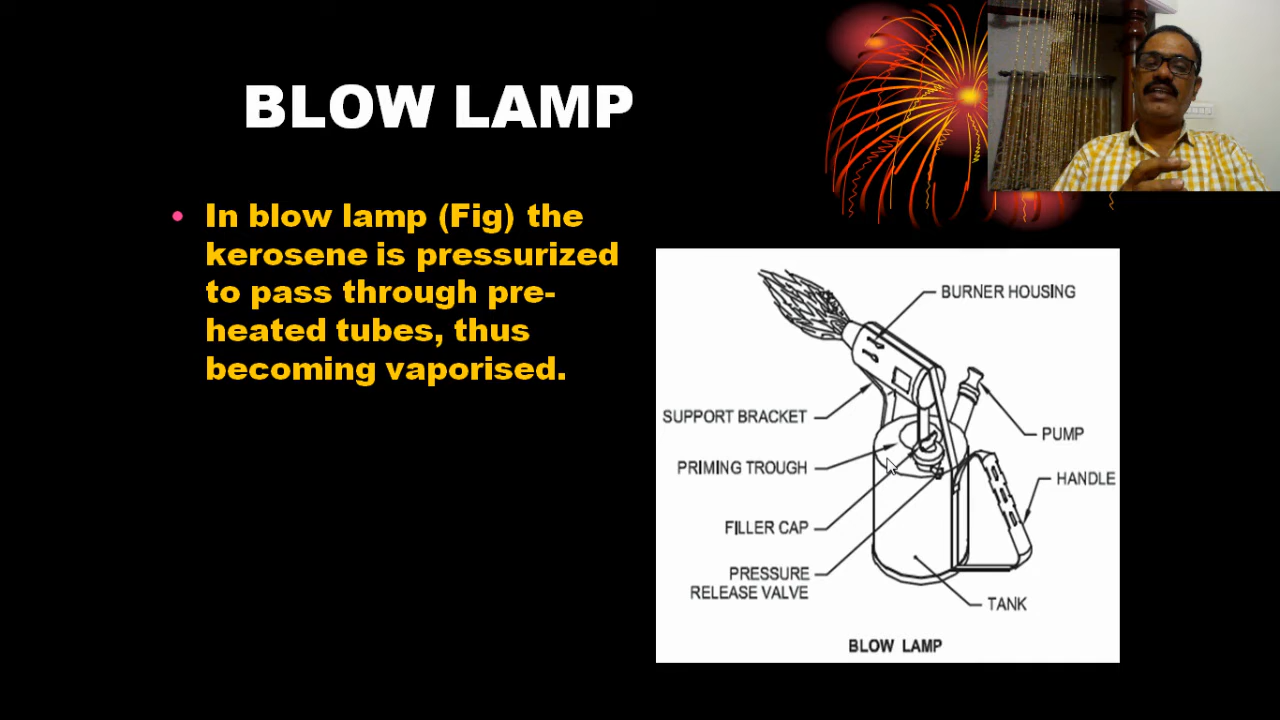 BLOW LAMP
• In blow lamp (Fig) the
kerosene is pressurized
to pass through pre-
heated tubes, thus
becoming vaporised.
BURNER HOUSING
SUPPORT BRACKET
PUMP
PRIMING TROUGH
HANDLE
FILLER CAP
PRESSURE
RELEASE VALVE
TANK
BLOW LAMP